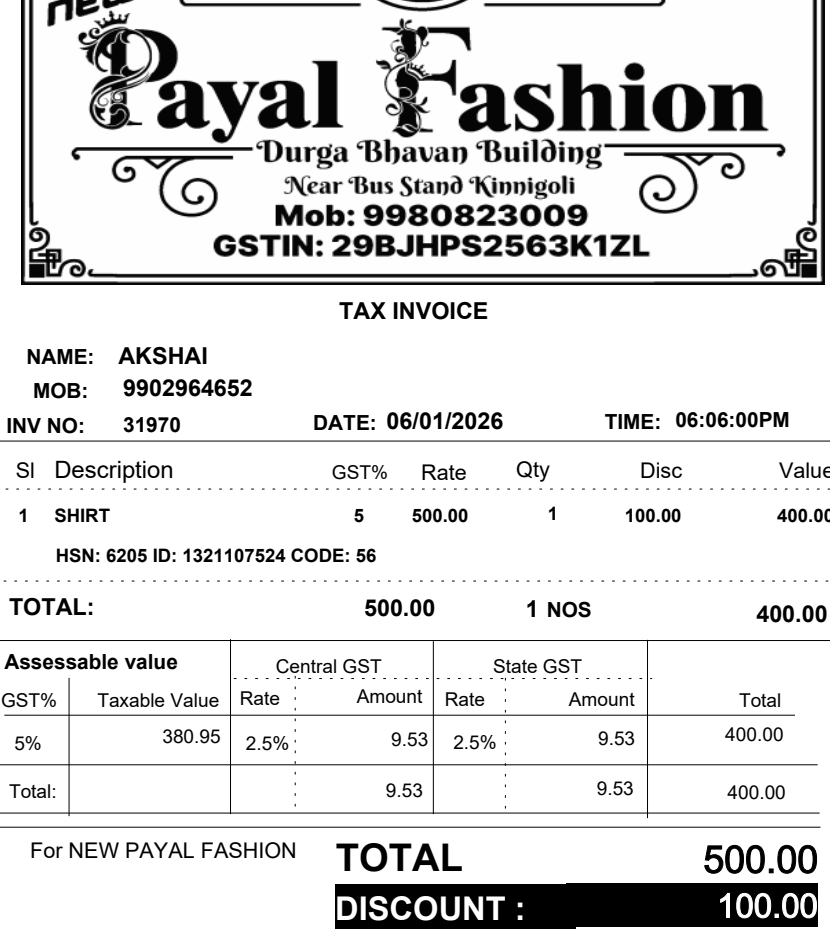 new
Payal Fashion
Durga Bhavan Building
Near Bus Stand Kinnigoli
Mob: 9980823009
GSTIN: 29BJHPS2563K1ZL
TAX INVOICE
NAME: AKSHAI
MOB: 9902964652
INV NO: 31970 DATE: 06/01/2026 TIME: 06:06:00PM
Sl Description GST% Rate Qty Disc Value
1 SHIRT 5 500.00 1 100.00 400.00
HSN: 6205 ID: 1321107524 CODE: 56
TOTAL: 500.00 1 NOS 400.00
Assessable value Central GST State GST
GST% Taxable Value Rate Amount Rate Amount Total
5% 380.95 2.5% 9.53 2.5% 9.53 400.00
Total: 9.53 9.53 400.00
For NEW PAYAL FASHION TOTAL 500.00
DISCOUNT : 100.00